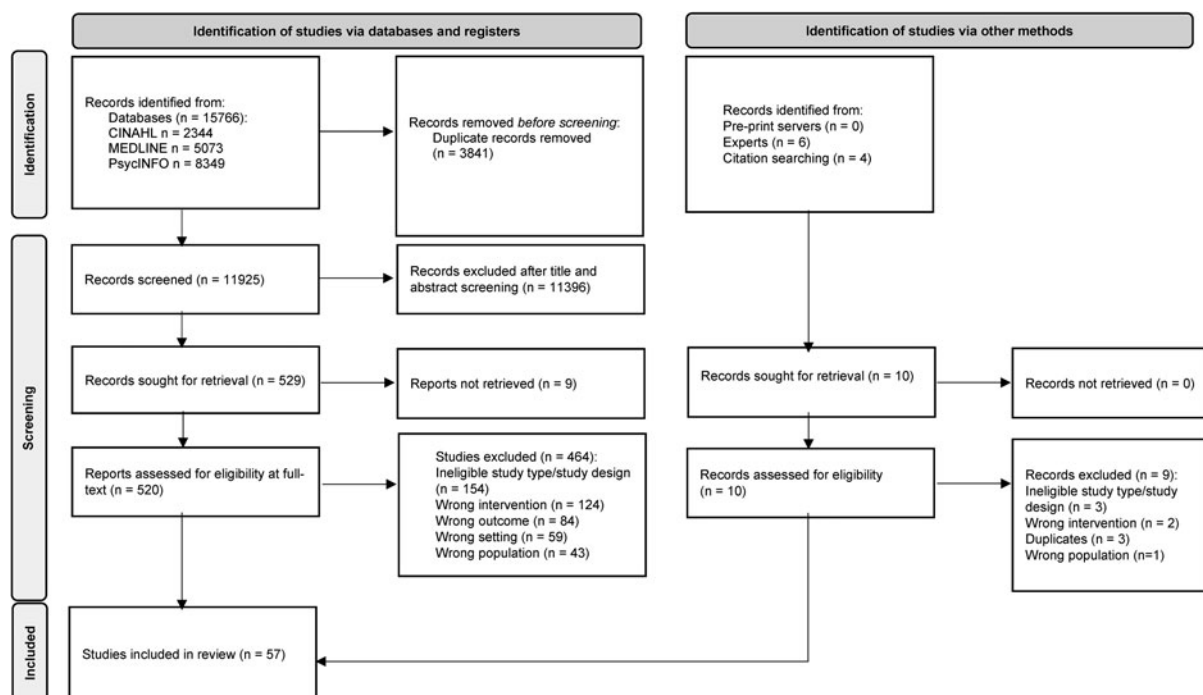 Identification of studies via databases and registers
Identification of studies via other methods
Identification
Records identified from:
Databases (n = 15766):
CINAHL n = 2344
MEDLINE n = 5073
PsycINFO n = 8349
Records removed before screening:
Duplicate records removed
(n = 3841)
Records identified from:
Pre-print servers (n = 0)
Experts (n = 6)
Citation searching (n = 4)
Screening
Records screened (n = 11925)
Records excluded after title and
abstract screening (n = 11396)
Records sought for retrieval (n = 529)
Reports not retrieved (n = 9)
Records sought for retrieval (n = 10)
Records not retrieved (n = 0)
Reports assessed for eligibility at full-
text (n = 520)
Studies excluded (n = 464):
Ineligible study type/study design
(n = 154)
Wrong intervention (n = 124)
Wrong outcome (n = 84)
Wrong setting (n = 59)
Wrong population (n = 43)
Records assessed for eligibility
(n = 10)
Records excluded (n = 9):
Ineligible study type/study
design (n = 3)
Wrong intervention (n = 2)
Duplicates (n = 3)
Wrong population (n=1)
Included
Studies included in review (n = 57)